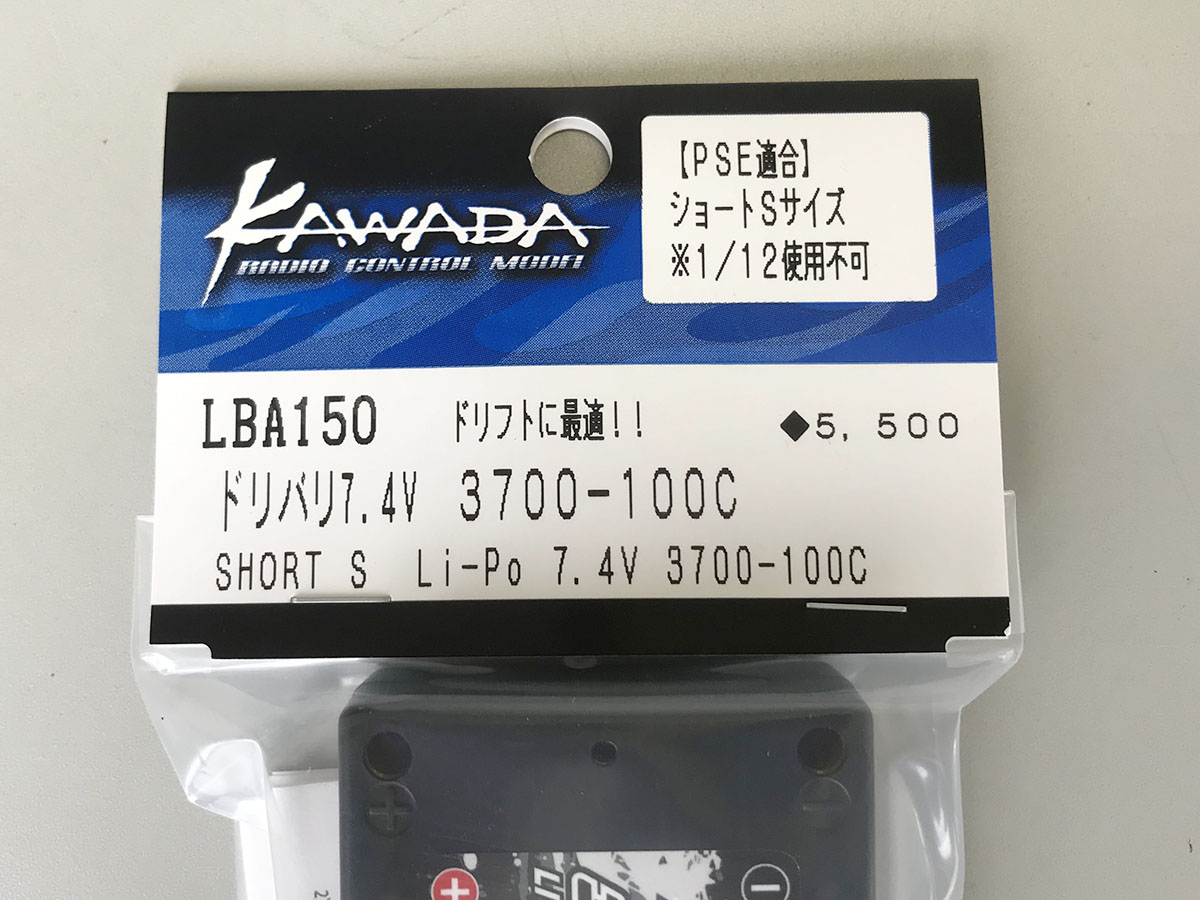 KAWADA
RADIO CONTROL MODEL
【PSE適合】
ショートSサイズ
※1/12使用不可
LBA150 ドリフトに最適!! ◆5,500
ドリバリ7.4V 3700-100C
SHORT S Li-Po 7.4V 3700-100C
+ -
+ -